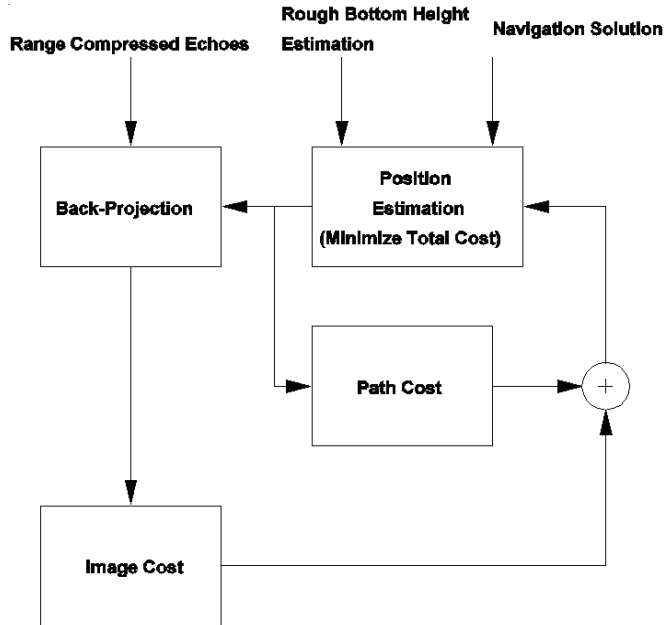 Rough Bottom Height
Estimation
Navigation Solution
Range Compressed Echoes
Back-Projection
Position
Estimation
(Minimize Total Cost)
Path Cost
+
Image Cost